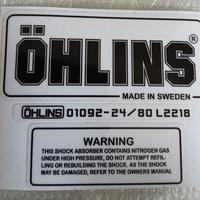 ÖHLINS®
MADE IN SWEDEN
ÖHLINS 01092-24/80 L2218
WARNING
THIS SHOCK ABSORBER CONTAINS NITROGEN GAS
UNDER HIGH PRESSURE, DO NOT ATTEMPT REFIL-
LING OR REBUILDING THE SHOCK, AS THE SHOCK
MAY BE DAMAGED, REFER TO THE OWNERS MANUAL